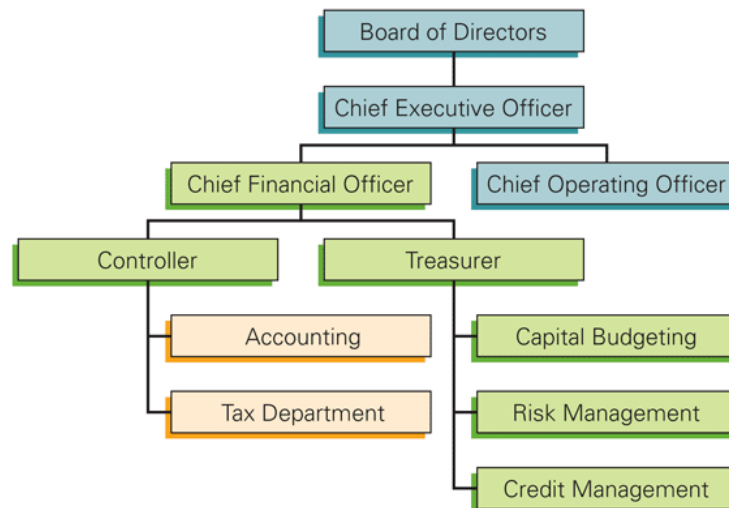 Board of Directors
Chief Executive Officer
Chief Financial Officer
Chief Operating Officer
Controller
Treasurer
Accounting
Capital Budgeting
Tax Department
Risk Management
Credit Management